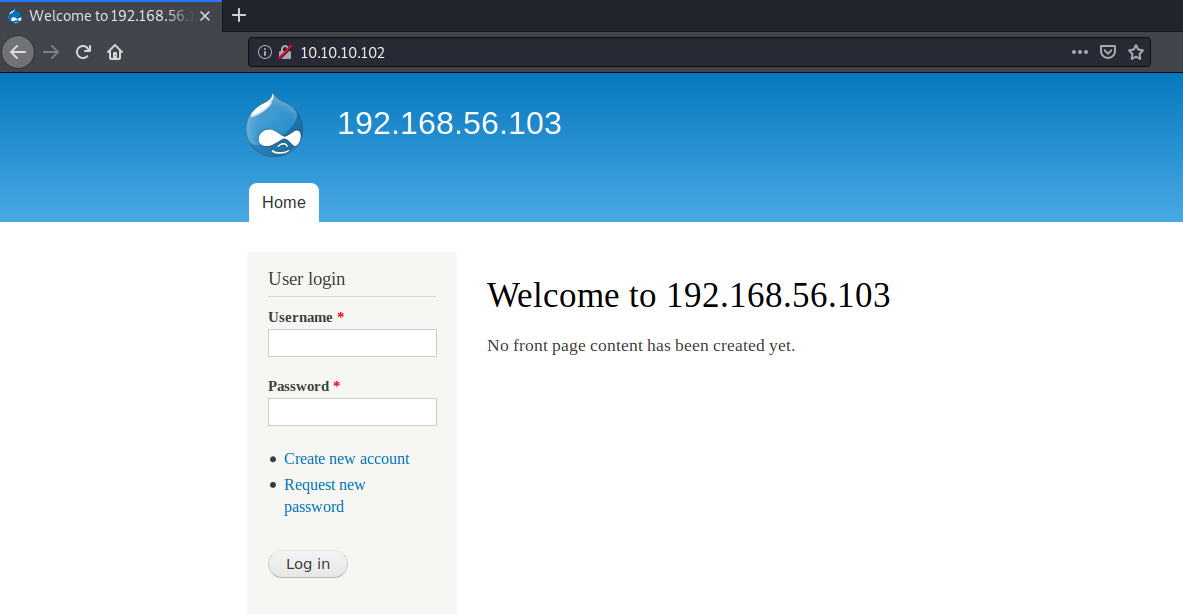 Welcome to 192.168.56.1
10.10.10.102
192.168.56.103
Home
User login
Username *
Password *
Create new account
Request new
password
Log in
Welcome to 192.168.56.103
No front page content has been created yet.